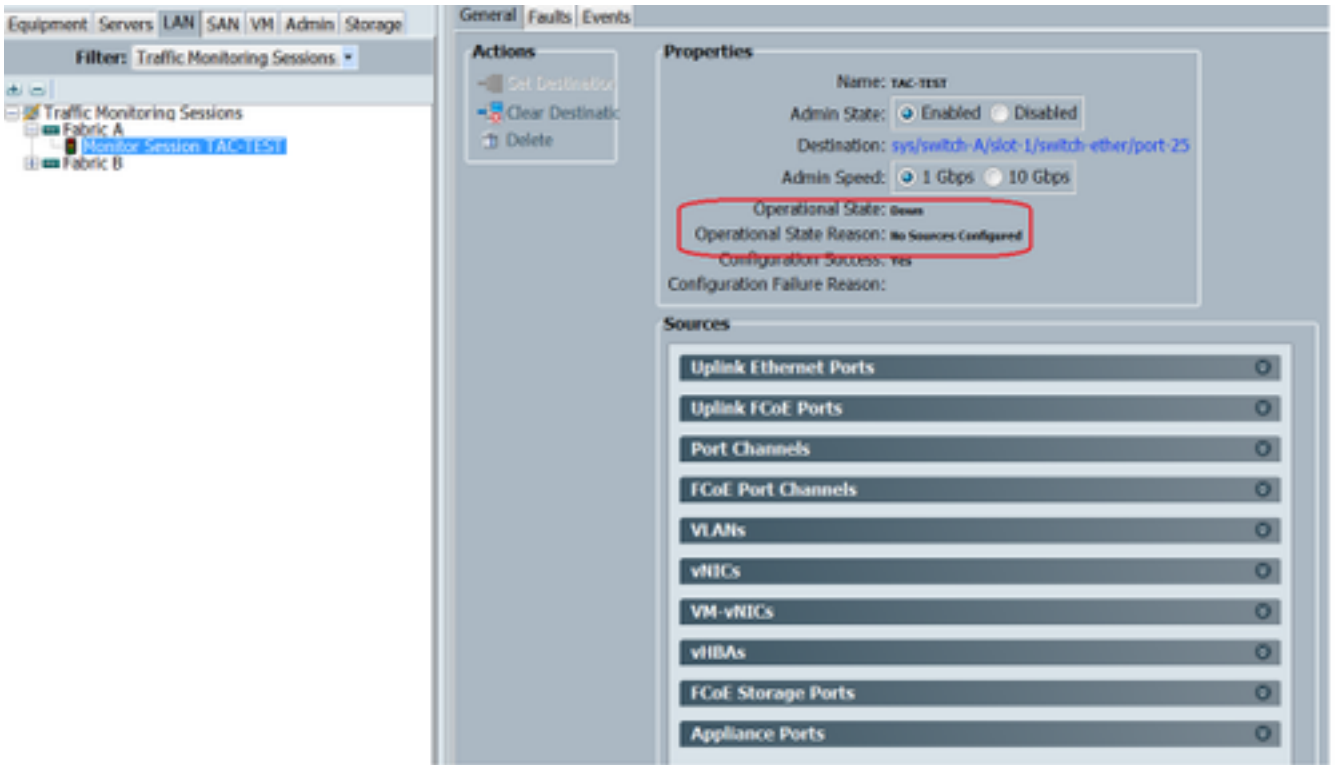 Equipment Servers LAN SAN VM Admin Storage
Filter: Traffic Monitoring Sessions
Traffic Monitoring Sessions
Fabric A
Monitor Session TAC-TEST
Fabric B
General Faults Events
Actions
Set Destination
Clear Destinatic
Delete
Properties
Name: TAC-TEST
Admin State: Enabled Disabled
Destination: sys/switch-A/slot-1/switch-ether/port-25
Admin Speed: 1 Gbps 10 Gbps
Operational State: Down
Operational State Reason: No Sources Configured
Configuration Success: Yes
Configuration Failure Reason:
Sources
Uplink Ethernet Ports
Uplink FCoE Ports
Port Channels
FCoE Port Channels
VLANs
vNICs
VM-vNICs
vHBAs
FCoE Storage Ports
Appliance Ports